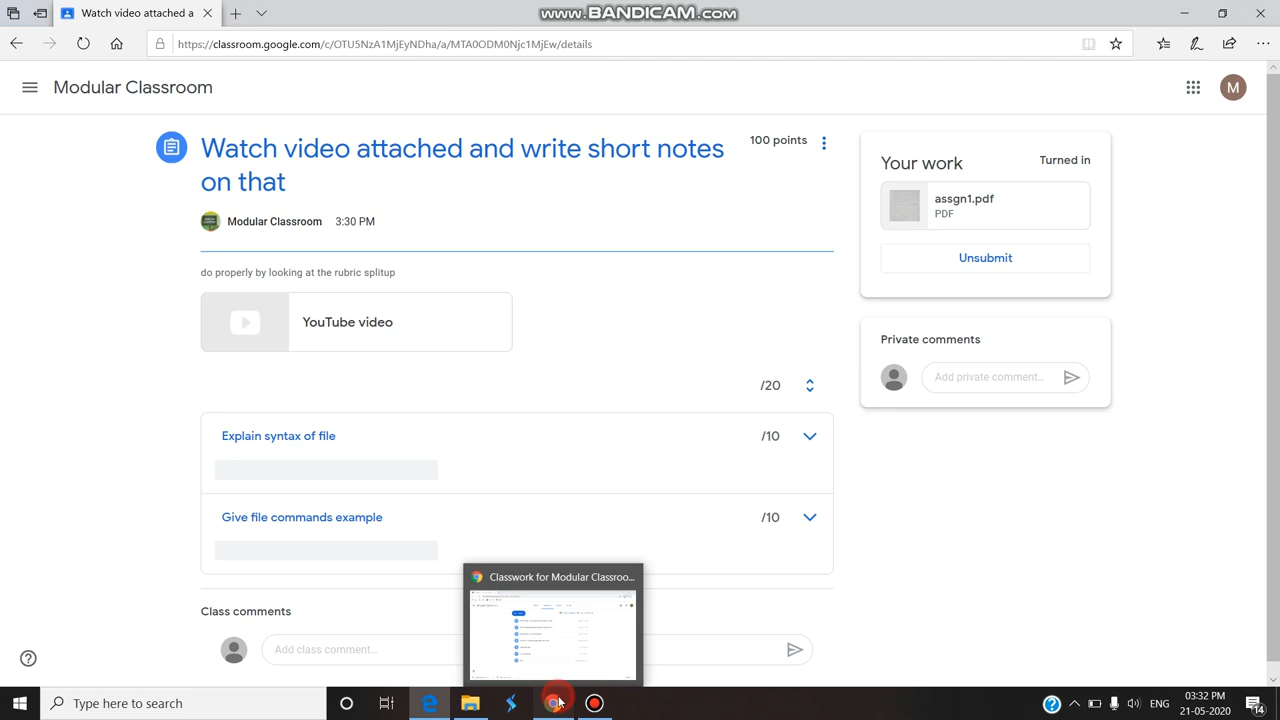 Watch video attached a
www.BANDICAM.com
https://classroom.google.com/c/OTU5NzA1MjEyNDha/a/MTA0ODM0Njc1MjEw/details
Modular Classroom
M
Watch video attached and write short notes
on that
100 points
Modular Classroom 3:30 PM
do properly by looking at the rubric splitup
YouTube video
/20
Explain syntax of file /10
Give file commands example /10
Class comments
Add class comment...
Your work Turned in
assgn1.pdf
PDF
Unsubmit
Private comments
Add private comment...
Classwork for Modular Classroo...
Type here to search
ENG
03:32 PM
21-05-2020
14